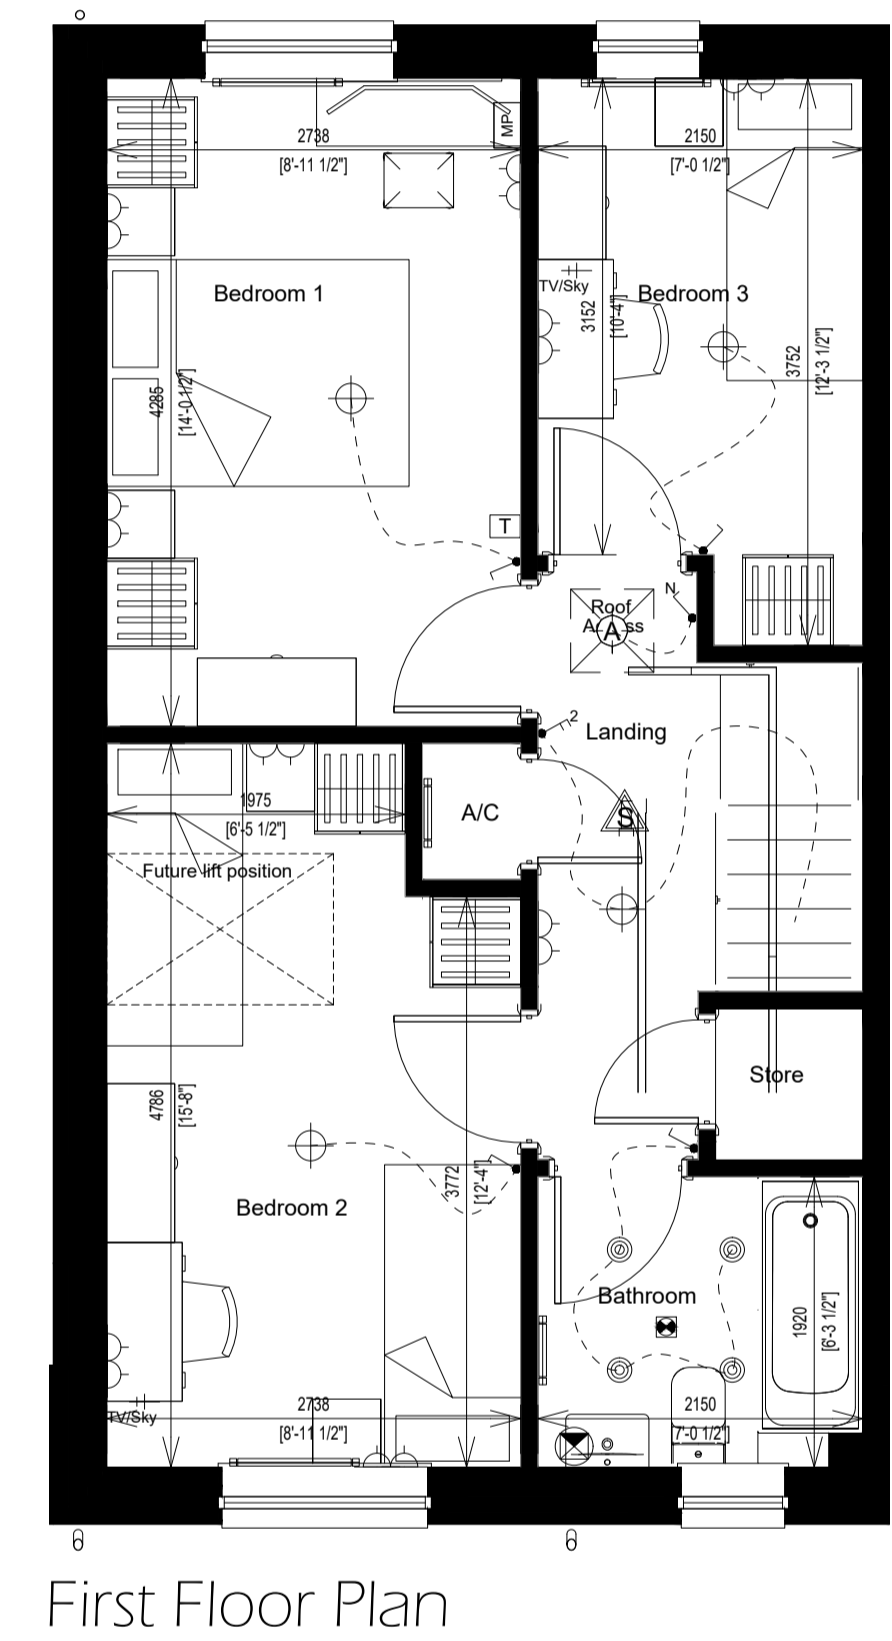 MP
2738
[8'-11 1/2"]
2150
[7'-0 1/2"]
Bedroom 1
TV/Sky
Bedroom 3
3152
[10'-4"]
3752
[12'-3 1/2"]
4285
[14'-0 1/2"]
T
N
Roof
A
2
Landing
1975
[6'-5 1/2"]
A/C
S
Future lift position
Store
4786
[15'-8"]
3772
[12'-4"]
Bedroom 2
Bathroom
1920
[6'-3 1/2"]
TV/Sky
2738
[8'-11 1/2"]
2150
[7'-0 1/2"]
First Floor Plan